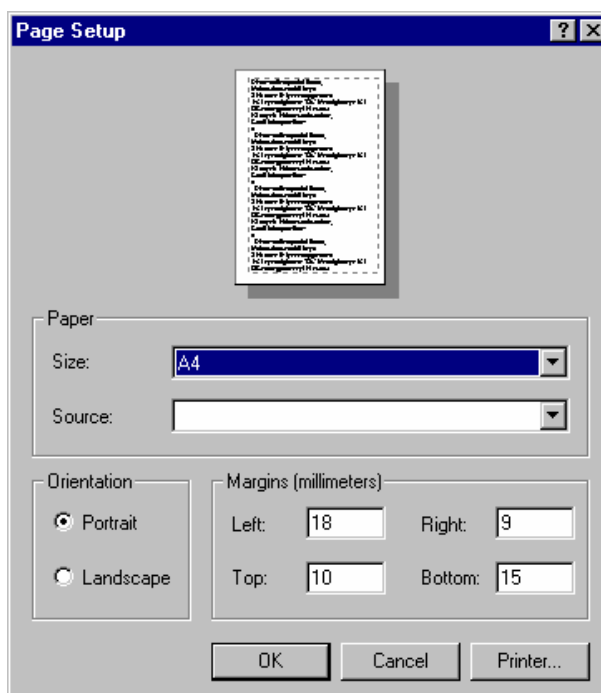 Page Setup
Paper
Size: A4
Source:
Orientation
Portrait
Landscape
Margins (millimeters)
Left: 18 Right: 9
Top: 10 Bottom: 15
OK Cancel Printer...